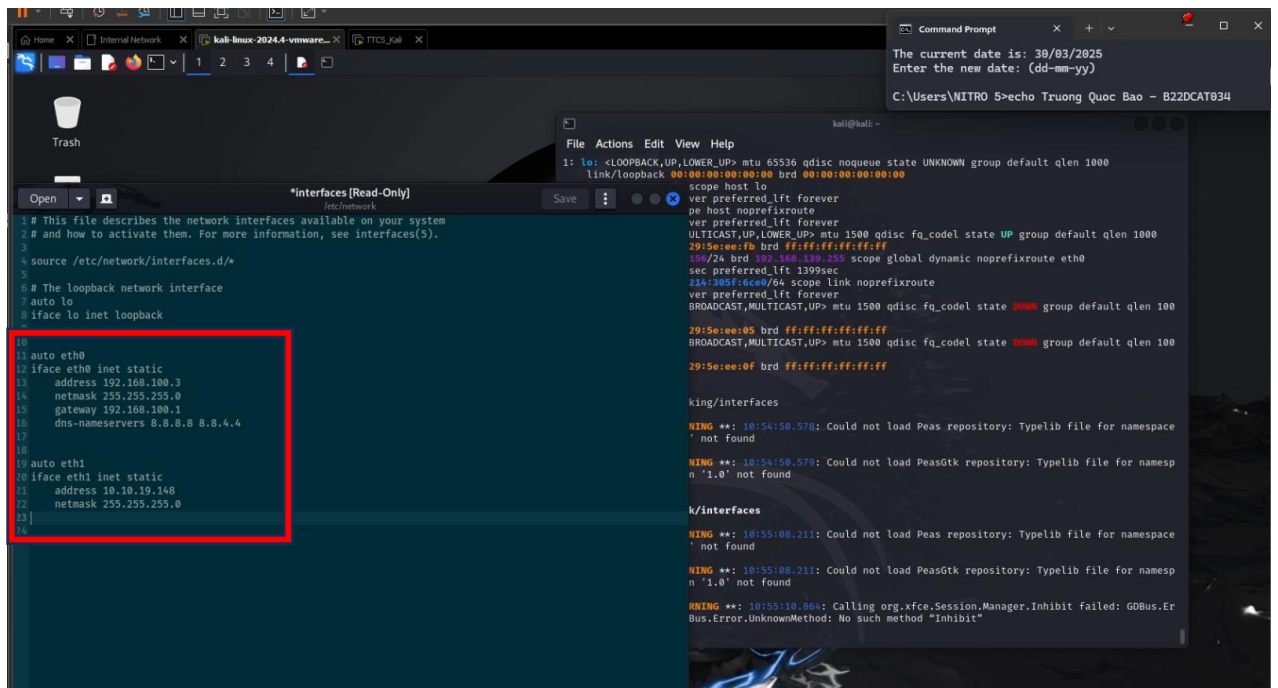 Home
Internal Network
kali-linux-2024.4-vmware...
TTCS_Kali
1 2 3 4
Trash
Command Prompt
The current date is: 30/03/2025
Enter the new date: (dd-mm-yy)
C:\Users\NITRO 5>echo Truong Quoc Bao - B22DCAT034
kali@kali: ~
File Actions Edit View Help
1: lo: <LOOPBACK,UP,LOWER_UP> mtu 65536 qdisc noqueue state UNKNOWN group default qlen 1000
link/loopback 00:00:00:00:00:00 brd 00:00:00:00:00:00
scope host lo
ver preferred_lft forever
pe host noprefixroute
ver preferred_lft forever
ULTICAST,UP,LOWER_UP> mtu 1500 qdisc fq_codel state UP group default qlen 1000
29:5e:ee:fb brd ff:ff:ff:ff:ff:ff
156/24 brd 192.168.139.255 scope global dynamic noprefixroute eth0
sec preferred_lft 1399sec
214:305f:6ce0/64 scope link noprefixroute
ver preferred_lft forever
BROADCAST,MULTICAST,UP> mtu 1500 qdisc fq_codel state DOWN group default qlen 100
29:5e:ee:05 brd ff:ff:ff:ff:ff:ff
BROADCAST,MULTICAST,UP> mtu 1500 qdisc fq_codel state DOWN group default qlen 100
29:5e:ee:0f brd ff:ff:ff:ff:ff:ff
king/interfaces
NING **: 10:54:50.578: Could not load Peas repository: Typelib file for namespace
' not found
NING **: 10:54:50.579: Could not load PeasGtk repository: Typelib file for namesp
n '1.0' not found
k/interfaces
NING **: 10:55:08.211: Could not load Peas repository: Typelib file for namespace
' not found
NING **: 10:55:08.211: Could not load PeasGtk repository: Typelib file for namesp
n '1.0' not found
RNING **: 10:55:10.864: Calling org.xfce.Session.Manager.Inhibit failed: GDBus.Er
Bus.Error.UnknownMethod: No such method "Inhibit"
Open
*interfaces [Read-Only]
/etc/network
Save
1 # This file describes the network interfaces available on your system
2 # and how to activate them. For more information, see interfaces(5).
3
4 source /etc/network/interfaces.d/*
5
6 # The loopback network interface
7 auto lo
8 iface lo inet loopback
10
11 auto eth0
12 iface eth0 inet static
13 address 192.168.100.3
14 netmask 255.255.255.0
15 gateway 192.168.100.1
16 dns-nameservers 8.8.8.8 8.8.4.4
17
18
19 auto eth1
20 iface eth1 inet static
21 address 10.10.19.148
22 netmask 255.255.255.0
23
24